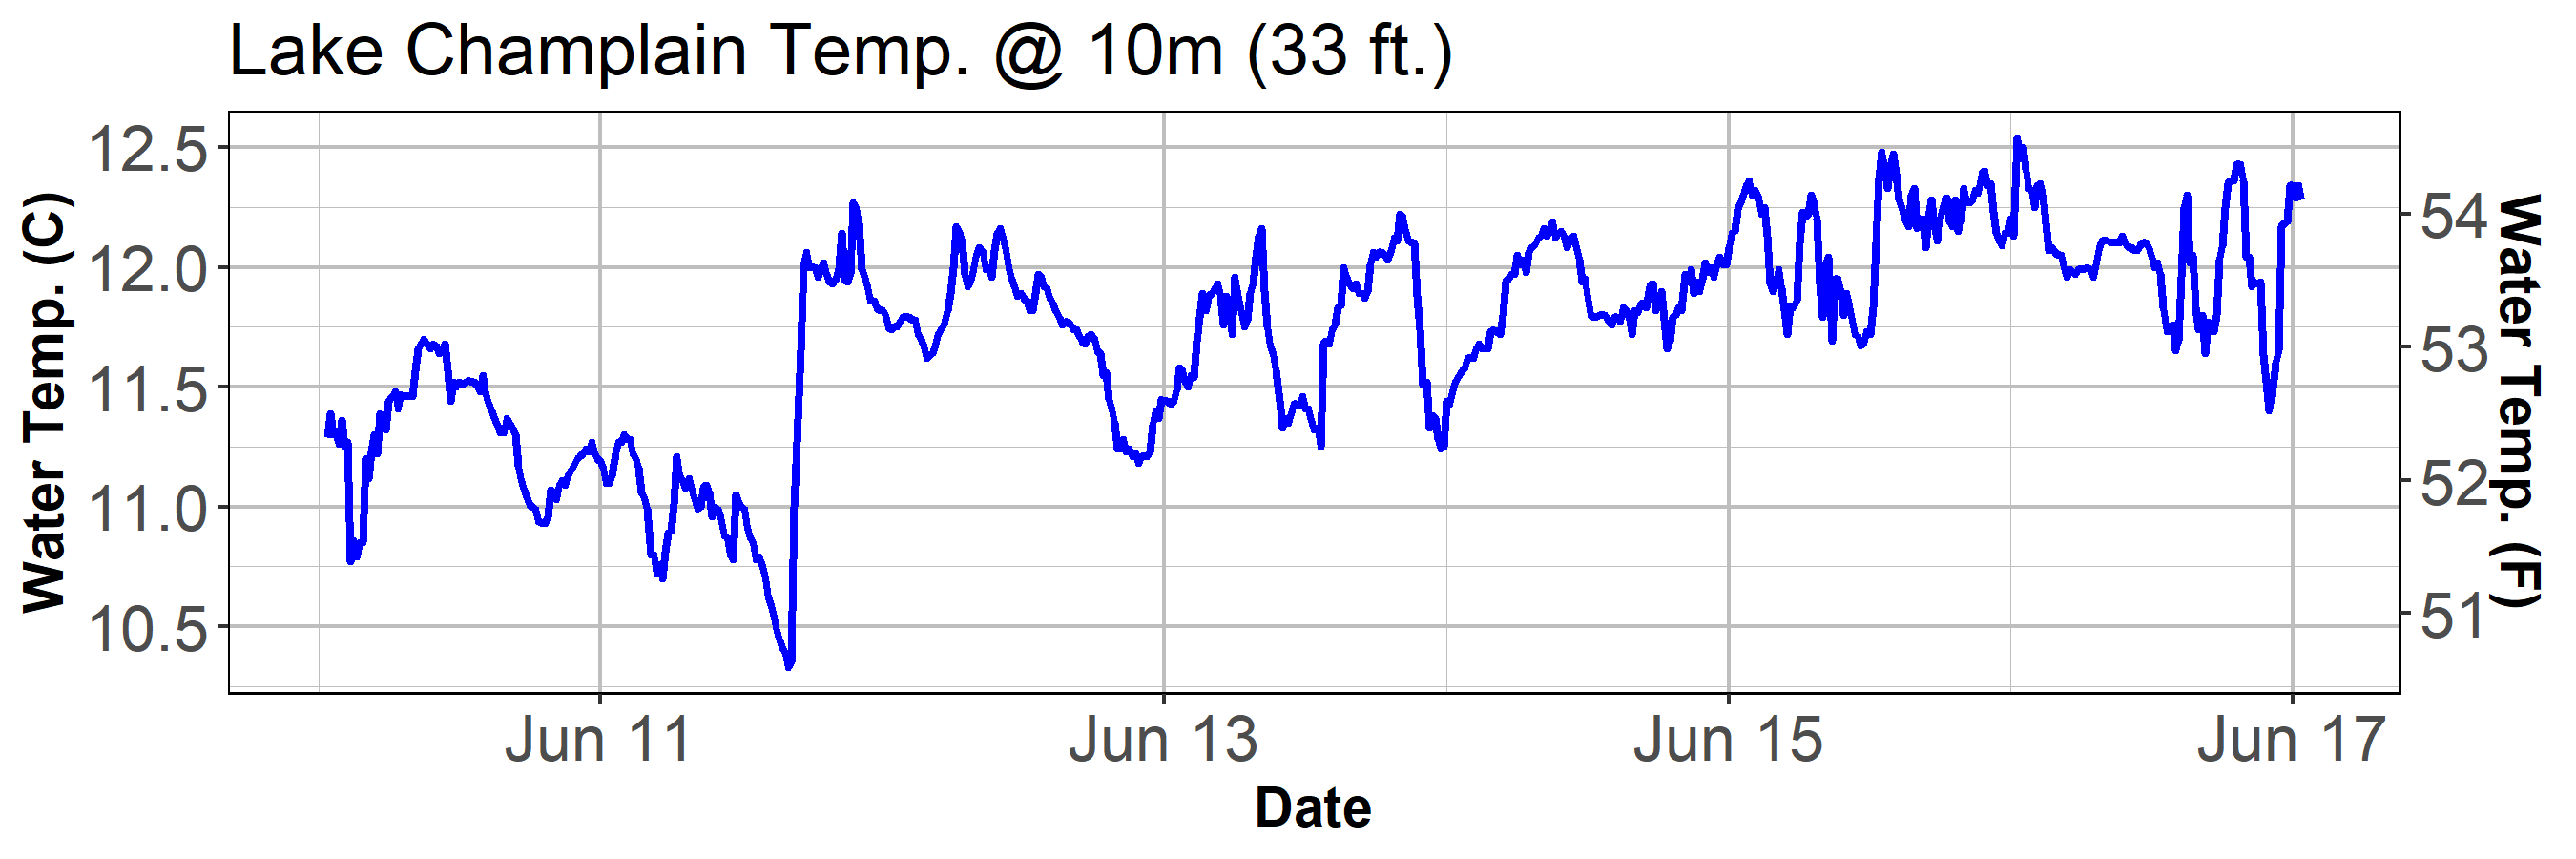 Lake Champlain Temp. @ 10m (33 ft.)
Water Temp. (C)
12.5
12.0
11.5
11.0
10.5
54
53
52
51
Water Temp. (F)
Jun 11
Jun 13
Jun 15
Jun 17
Date